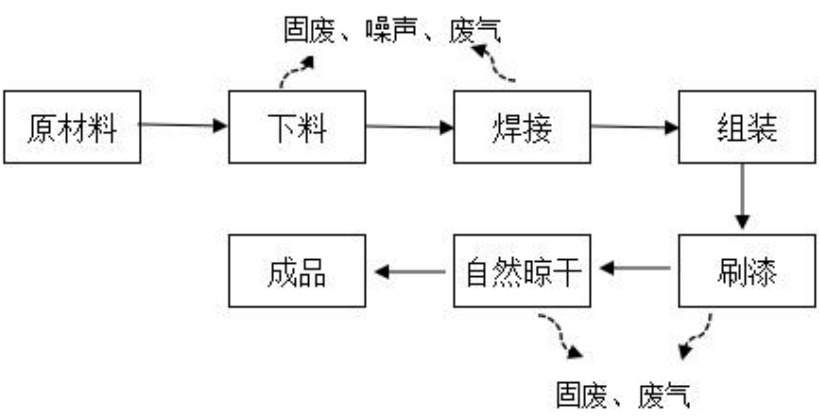 固废、噪声、废气
原材料
下料
焊接
组装
成品
自然晾干
刷漆
固废、废气